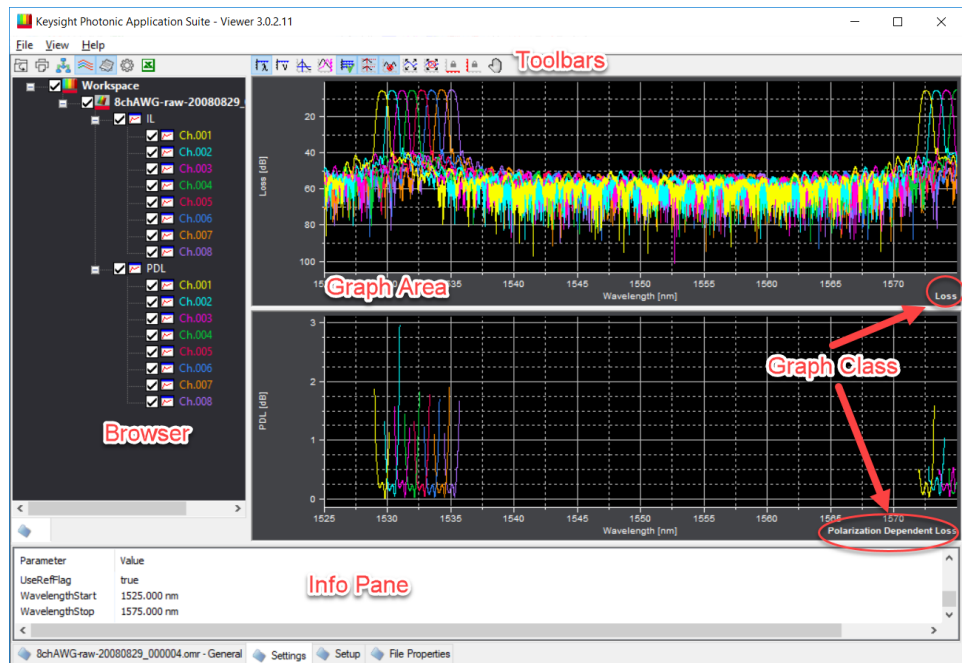 Keysight Photonic Application Suite - Viewer 3.0.2.11
File View Help
Toolbars
Workspace
8chAWG-raw-20080829_
IL
Ch.001
Ch.002
Ch.003
Ch.004
Ch.005
Ch.006
Ch.007
Ch.008
PDL
Ch.001
Ch.002
Ch.003
Ch.004
Ch.005
Ch.006
Ch.007
Ch.008
Browser
Loss [dB]
20
40
60
80
100
1535 1540 1545 1550 1555 1560 1565 1570
Graph Area
Wavelength [nm]
Loss
Graph Class
PDL [dB]
3
2
1
0
1525 1530 1535 1540 1545 1550 1555 1560 1565 1570
Wavelength [nm]
Polarization Dependent Loss
Parameter Value
UseRefFlag true
WavelengthStart 1525.000 nm
WavelengthStop 1575.000 nm
Info Pane
8chAWG-raw-20080829_000004.omr - General Settings Setup File Properties